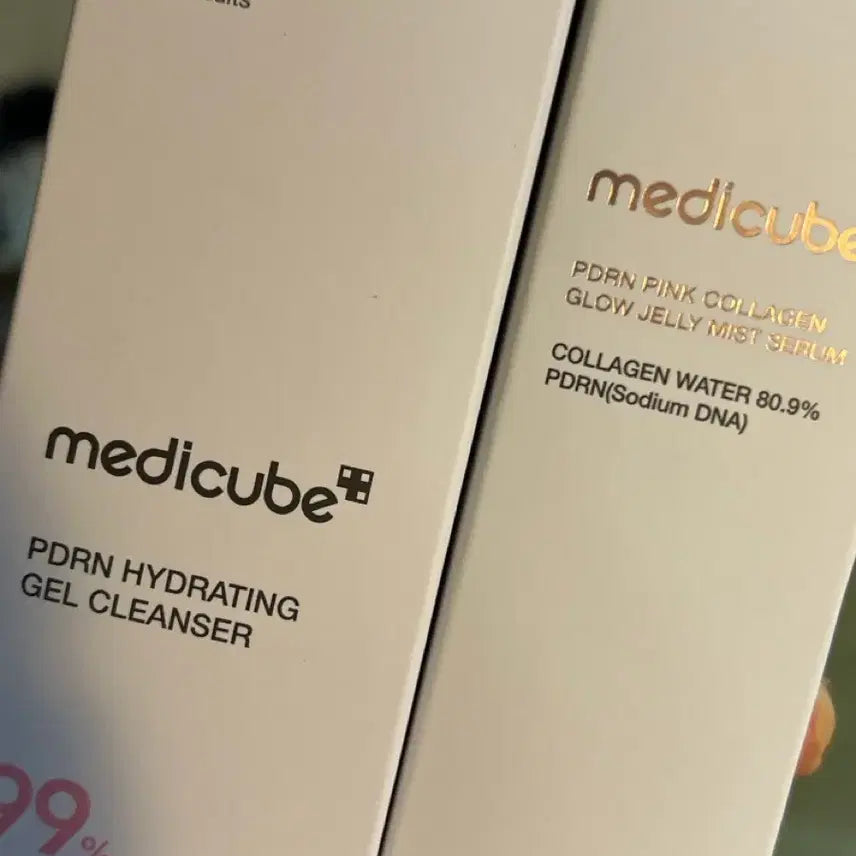 medicube
PDRN HYDRATING
GEL CLEANSER
99%
medicube
PDRN PINK COLLAGEN
GLOW JELLY MIST SERUM
COLLAGEN WATER 80.9%
PDRN(Sodium DNA)